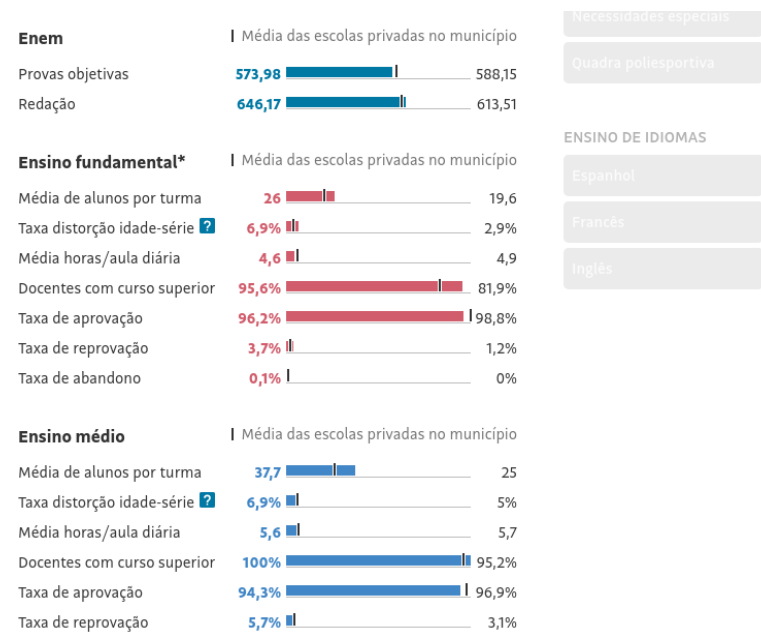 Enem
Média das escolas privadas no município
Provas objetivas 573,98 588,15
Redação 646,17 613,51
Ensino fundamental*
Média das escolas privadas no município
Média de alunos por turma 26 19,6
Taxa distorção idade-série ? 6,9% 2,9%
Média horas/aula diária 4,6 4,9
Docentes com curso superior 95,6% 81,9%
Taxa de aprovação 96,2% 98,8%
Taxa de reprovação 3,7% 1,2%
Taxa de abandono 0,1% 0%
Ensino médio
Média das escolas privadas no município
Média de alunos por turma 37,7 25
Taxa distorção idade-série ? 6,9% 5%
Média horas/aula diária 5,6 5,7
Docentes com curso superior 100% 95,2%
Taxa de aprovação 94,3% 96,9%
Taxa de reprovação 5,7% 3,1%
Necessidades especiais
Quadra poliesportiva
ENSINO DE IDIOMAS
Espanhol
Francês
Inglês